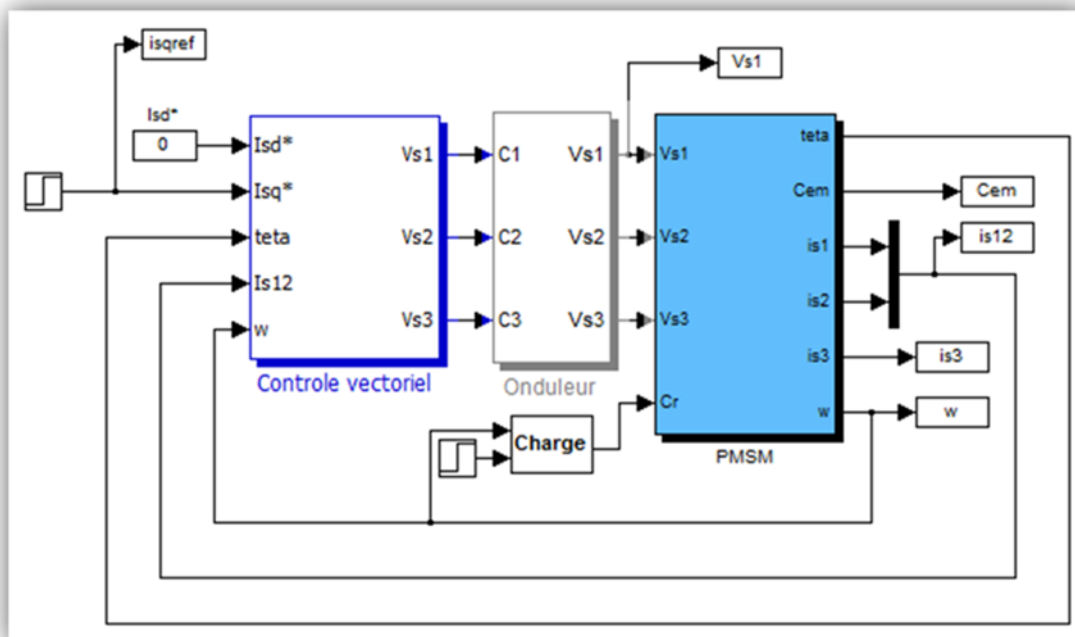 isqref
Isd*
0
Isd*
Isq*
teta
Is12
w
Vs1
Vs2
Vs3
Controle vectoriel
C1
C2
C3
Vs1
Vs2
Vs3
Onduleur
Vs1
Vs1
Vs2
Vs3
Cr
teta
Cem
is1
is2
is3
w
PMSM
Cem
is12
is3
w
Charge